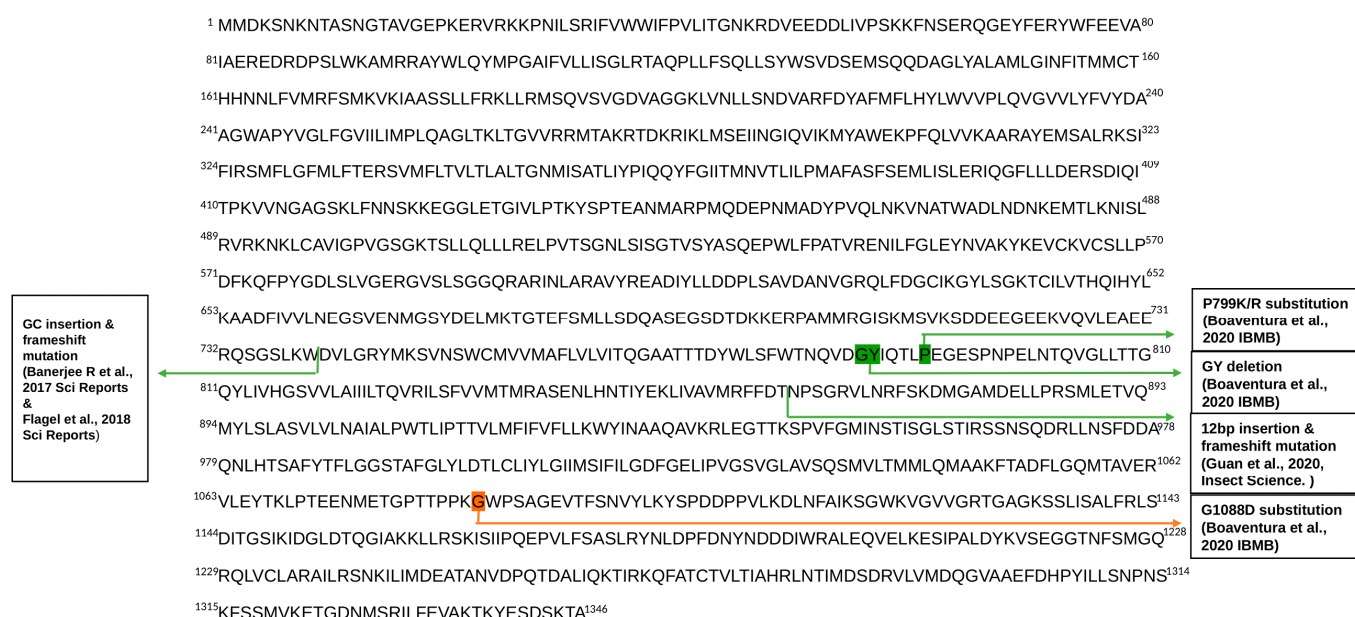 1 MMDKSNKNTASNGTAVGEPKERVRKKPNILSRIFVWWIFPVLITGNKRDVEEDDLIVPSKKFNSERQGEYFERYWFEEVA80
81IAEREDRDPSLWKAMRRAYWLQYMPGAIFVLLISGLRTAQPLLFSQLLSYWSVDSEMSQQDAGLYALAMLGINFITMMCT 160
161HHNNLFVMRFSMKVKIAASSLLFRKLLRMSQVSVGDVAGGKLVNLLSNDVARFDYAFMFLHYLWVVPLQVGVVLYFVYDA240
241AGWAPYVGLFGVIILIMPLQAGLTKLTGVVRRMTAKRTDKRIKLMSEIINGIQVIKMYAWEKPFQLVVKAARAYEMSALRKSI323
324FIRSMFLGFMLFTERSVMFLTVLTLALTGNMISATLIYPIQQYFGIITMNVTLILPMAFASFSEMLISLERIQGFLLLDERSDIQI409
410TPKVVNGAGSKLFNNSKKEGGLETGIVLPTKYSPTEANMARPMQDEPNMADYPVQLNKVNATWADLNDNKEMTLKNISL488
489RVRKNKLCAVIGPVGSGKTSLLQLLLRELPVTSGNLSISGTVSYASQEPWLFPATVRENILFGLEYNVAKYKEVCKVCSLLP570
571DFKQFPYGDLSLVGERGVSLSGGQRARINLARAVYREADIYLLDDPLSAVDANVGRQLFDGCIKGYLSGKTCILVTHQIHYL652
653KAADFIVVLNEGSVENMGSYDELMKTGTEFSMLLSDQASEGSDTDKKERPAMMRGISKMSVKSDDEEGEEKVQVLEAEE731
P799K/R substitution
(Boaventura et al.,
2020 IBMB)
GC insertion &
frameshift
mutation
(Banerjee R et al.,
2017 Sci Reports
&
Flagel et al., 2018
Sci Reports)
732RQSGSLKWDVLGRYMKSVNSWCMVVMAFLVLVITQGAATTTDYWLSFWTNQVDGYIQTLPEGESPNPELNTQVGLLTTG810
GY deletion
(Boaventura et al.,
2020 IBMB)
811QYLIVHGSVVLAIIILTQVRILSFVVMTMRASENLHNTIYEKLIVAVMRFFDTNPSGRVLNRFSKDMGAMDELLPRSMLETVQ893
894MYLSLASVLVLNAIALPWTLIPTTVLMFIFVFLLKWYINAAQAVKRLEGTTKSPVFGMINSTISGLSTIRSSNSQDRLLNSFDDA978
12bp insertion &
frameshift mutation
(Guan et al., 2020,
Insect Science. )
979QNLHTSAFYTFLGGSTAFGLYLDTLCLIYLGIIMSIFILGDFGELIPVGSVGLAVSQSMVLTMMLQMAAKFTADFLGQMTAVER1062
1063VLEYTKLPTEENMETGPTTPPKGWPSAGEVTFSNVYLKYSPDDPPVLKDLNFAIKSGWKVGVVGRTGAGKSSLISALFRLS1143
G1088D substitution
(Boaventura et al.,
2020 IBMB)
1144DITGSIKIDGLDTQGIAKKLLRSKISIIPQEPVLFSASLRYNLDPFDNYNDDDIWRALEQVELKESIPALDYKVSEGGTNFSMGQ1228
1229RQLVCLARAILRSNKILIMDEATANVDPQTDALIQKTIRKQFATCTVLTIAHRLNTIMDSDRVLVMDQGVAAEFDHPYILLSNPNS1314
1315KFSSMVKETGDNMSRILFEVAKTKYESDSKTA1346